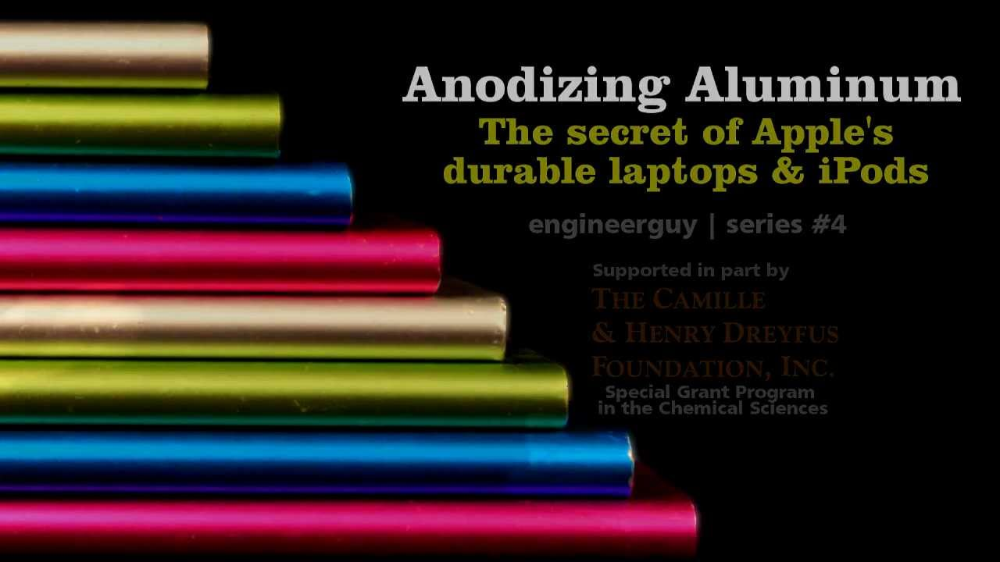 Anodizing Aluminum
The secret of Apple's
durable laptops & iPods
engineerguy | series #4
Supported in part by
THE CAMILLE
& HENRY DREYFUS
FOUNDATION, INC.
Special Grant Program
in the Chemical Sciences